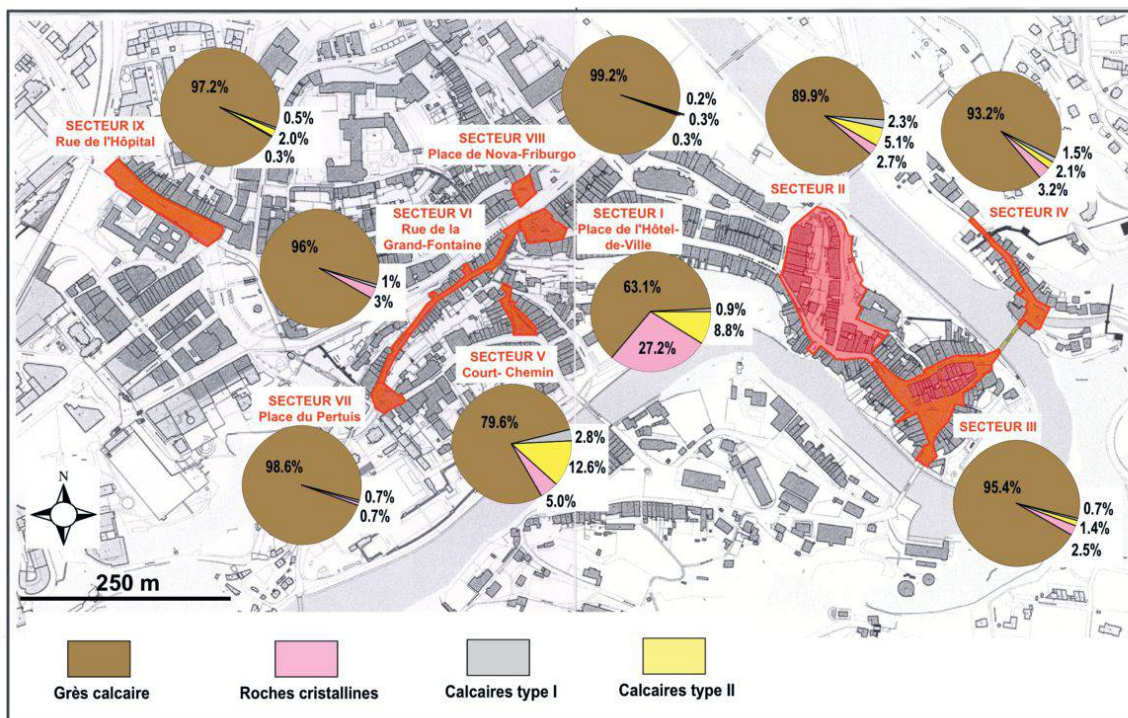 97.2%
0.5%
2.0%
0.3%
SECTEUR IX
Rue de l'Hôpital
99.2%
0.2%
0.3%
0.3%
SECTEUR VIII
Place de Nova-Friburgo
89.9%
2.3%
5.1%
2.7%
SECTEUR II
93.2%
1.5%
2.1%
3.2%
SECTEUR IV
96%
1%
3%
SECTEUR VI
Rue de la
Grand-Fontaine
SECTEUR I
Place de l'Hôtel-
de-Ville
63.1%
0.9%
8.8%
27.2%
SECTEUR V
Court- Chemin
79.6%
2.8%
12.6%
5.0%
SECTEUR VII
Place du Pertuis
98.6%
0.7%
0.7%
SECTEUR III
95.4%
0.7%
1.4%
2.5%
N
250 m
Grès calcaire
Roches cristallines
Calcaires type I
Calcaires type II